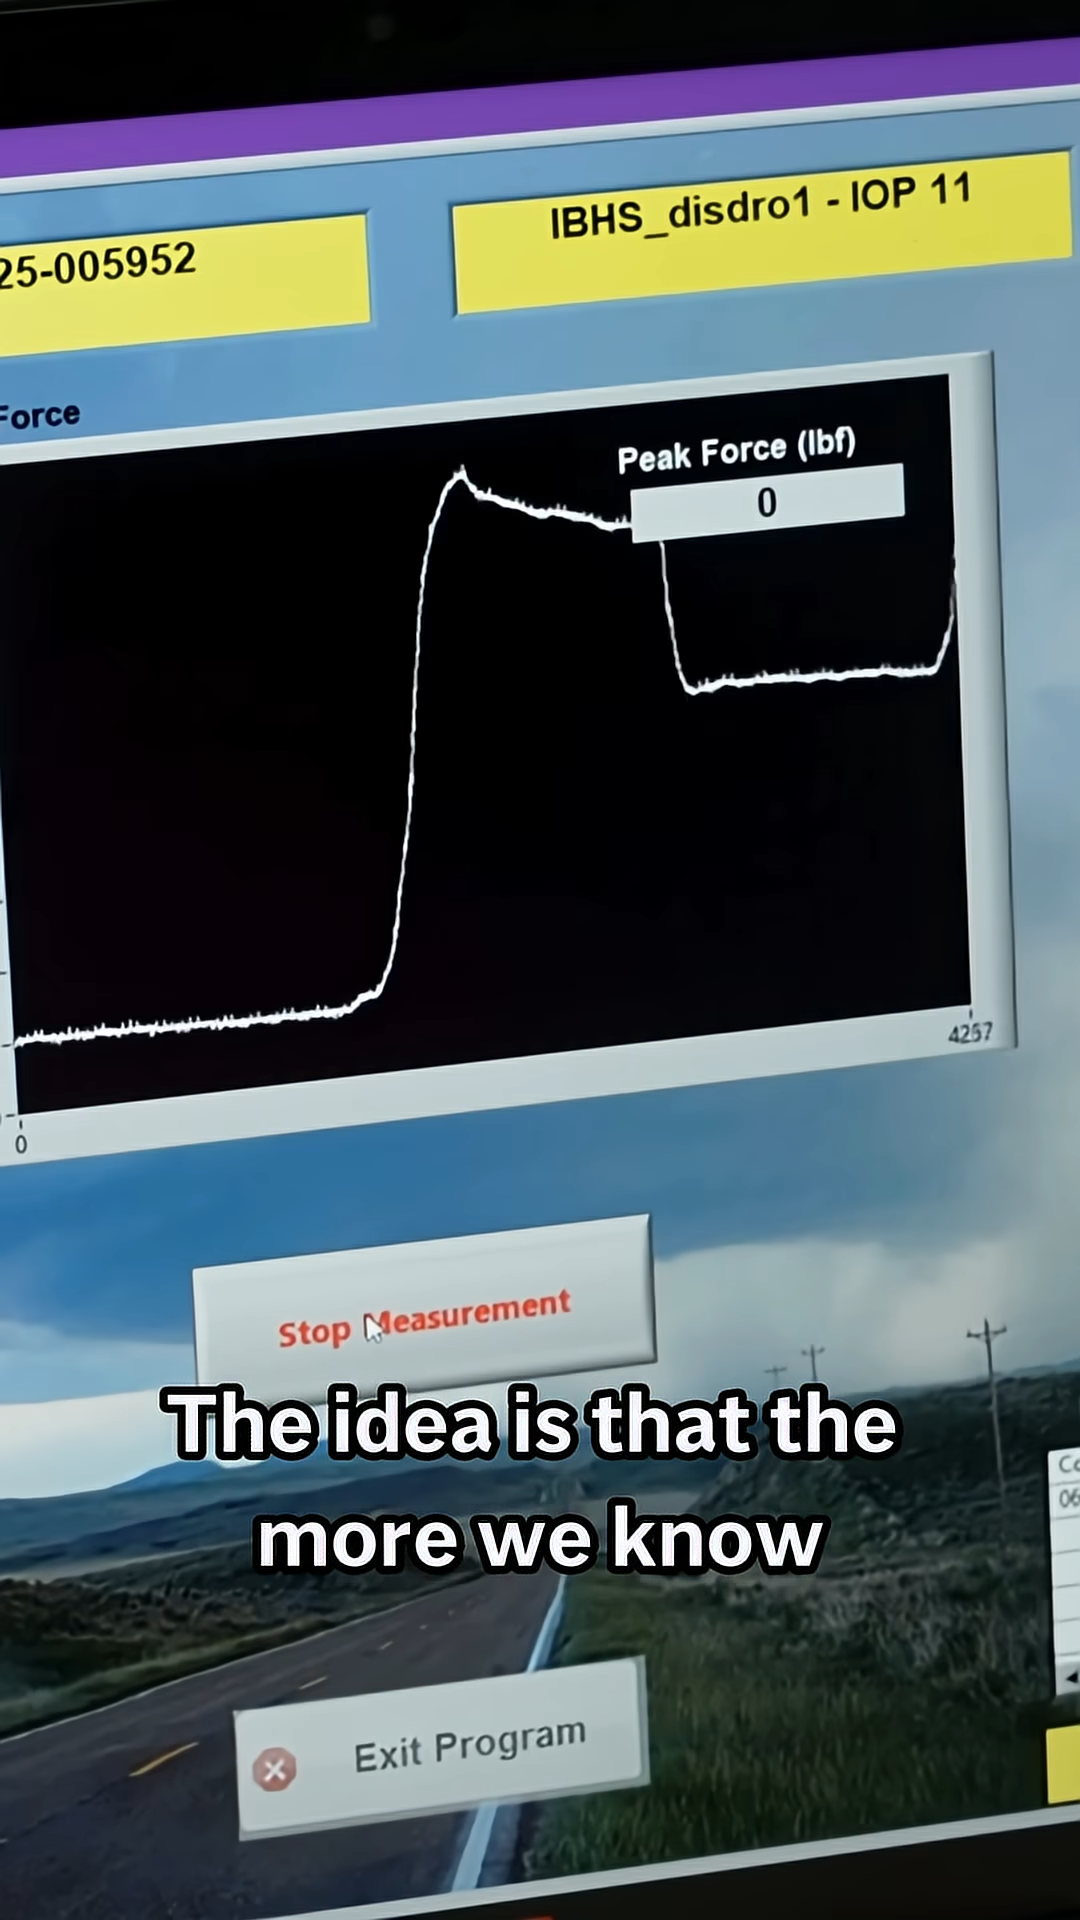 25-005952
IBHS_disdro1 - IOP 11
Force
Peak Force (lbf)
0
0
4257
Stop Measurement
The idea is that the
more we know
Exit Program